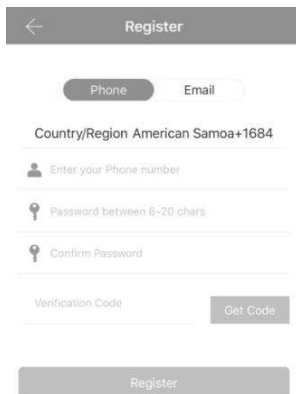 Register
Phone Email
Country/Region American Samoa+1684
Enter your Phone number
Password between 6-20 chars
Confirm Password
Verification Code Get Code
Register